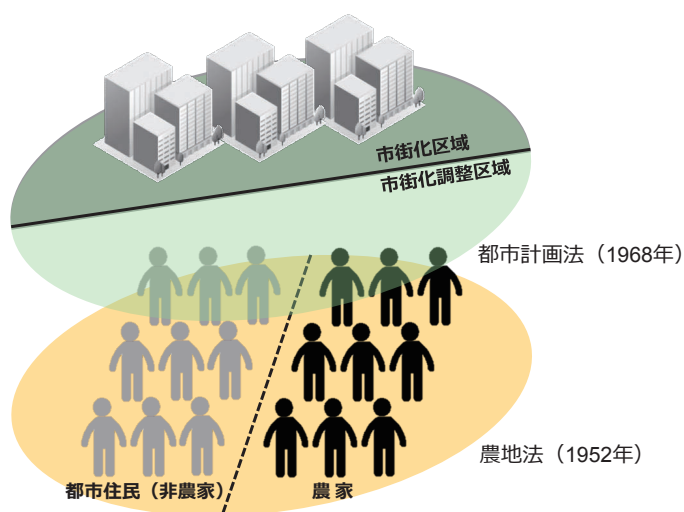 市街化区域
市街化調整区域
都市計画法（1968年）
農地法（1952年）
都市住民（非農家）
農 家